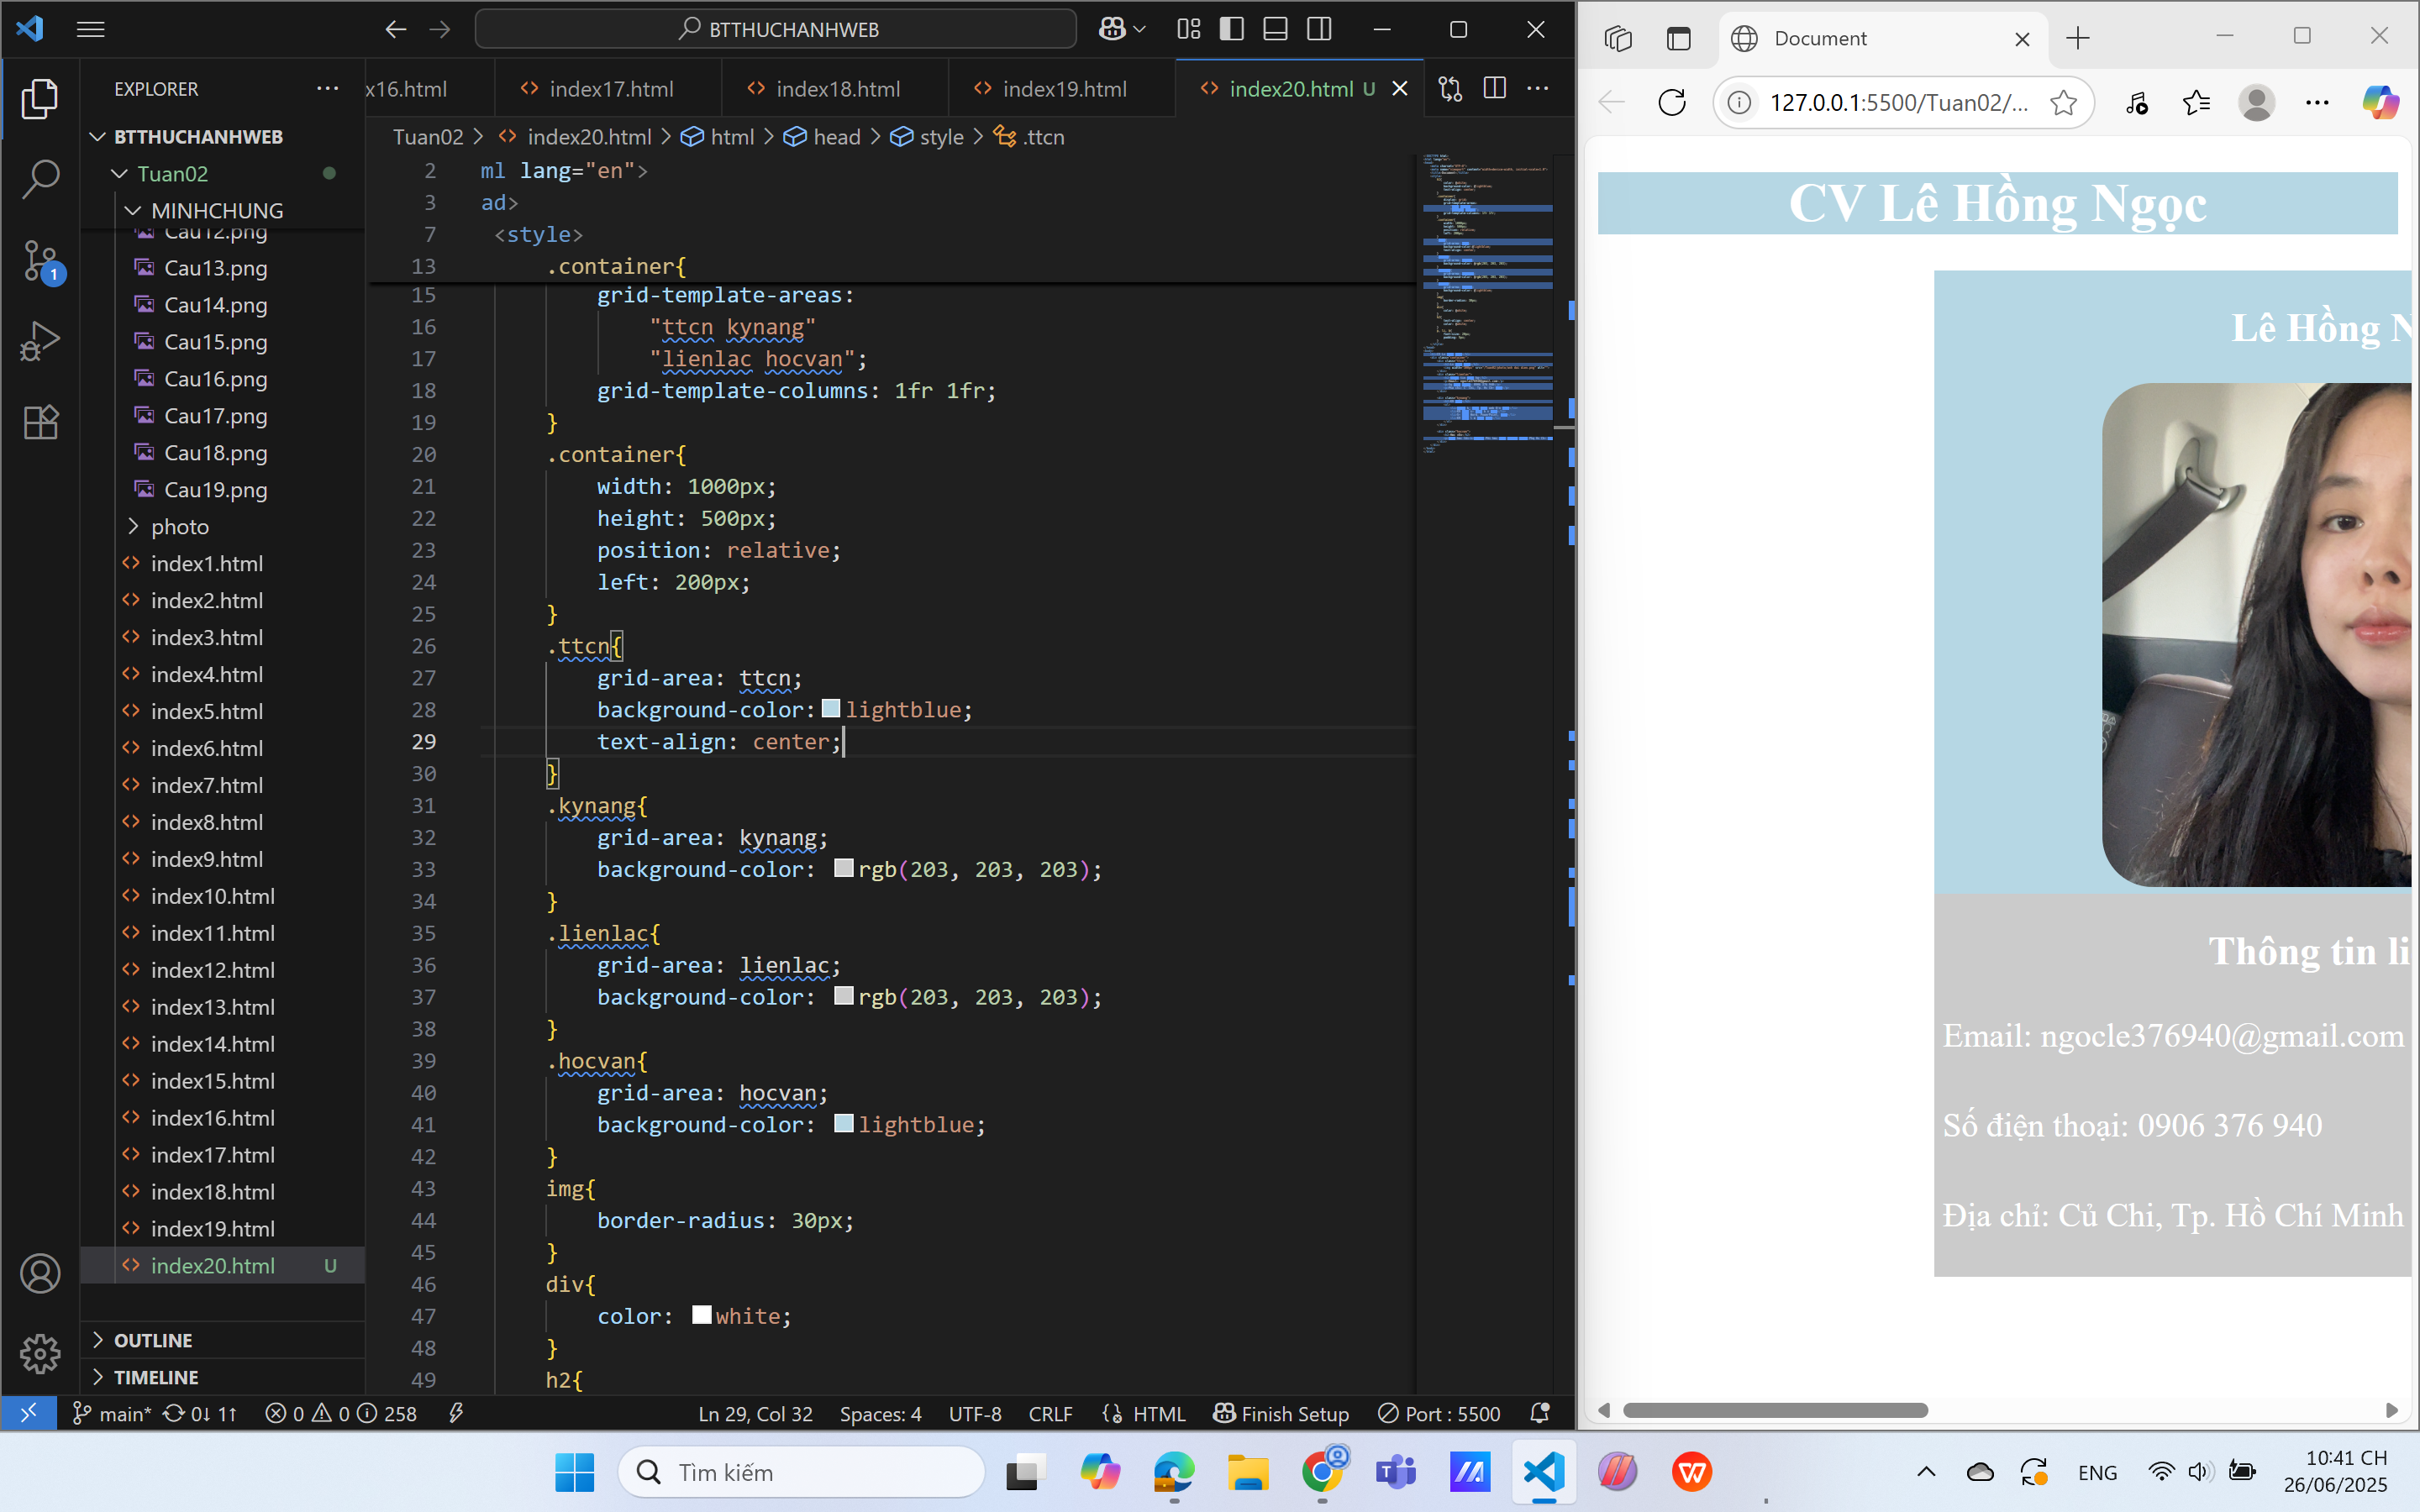 BTTHUCHANHWEB
EXPLORER
BTTHUCHANHWEB
Tuan02
MINHCHUNG
Cau12.png
Cau13.png
Cau14.png
Cau15.png
Cau16.png
Cau17.png
Cau18.png
Cau19.png
photo
index1.html
index2.html
index3.html
index4.html
index5.html
index6.html
index7.html
index8.html
index9.html
index10.html
index11.html
index12.html
index13.html
index14.html
index15.html
index16.html
index17.html
index18.html
index19.html
index20.html U
OUTLINE
TIMELINE
1
x16.html index17.html index18.html index19.html index20.html U
Tuan02 > index20.html > html > head > style > .ttcn
2 ml lang="en">
3 ad>
7 <style>
13 .container{
15 grid-template-areas:
16 "ttcn kynang"
17 "lienlac hocvan";
18 grid-template-columns: 1fr 1fr;
19 }
20 .container{
21 width: 1000px;
22 height: 500px;
23 position: relative;
24 left: 200px;
25 }
26 .ttcn{
27 grid-area: ttcn;
28 background-color: lightblue;
29 text-align: center;
30 }
31 .kynang{
32 grid-area: kynang;
33 background-color: rgb(203, 203, 203);
34 }
35 .lienlac{
36 grid-area: lienlac;
37 background-color: rgb(203, 203, 203);
38 }
39 .hocvan{
40 grid-area: hocvan;
41 background-color: lightblue;
42 }
43 img{
44 border-radius: 30px;
45 }
46 div{
47 color: white;
48 }
49 h2{
main* 0↓ 1↑ 0 0 258 Ln 29, Col 32 Spaces: 4 UTF-8 CRLF HTML Finish Setup Port : 5500
Document
127.0.0.1:5500/Tuan02/...
CV Lê Hồng Ngọc
Lê Hồng N
Thông tin li
Email: ngocle376940@gmail.com
Số điện thoại: 0906 376 940
Địa chỉ: Củ Chi, Tp. Hồ Chí Minh
Tìm kiếm
ENG
10:41 CH
26/06/2025